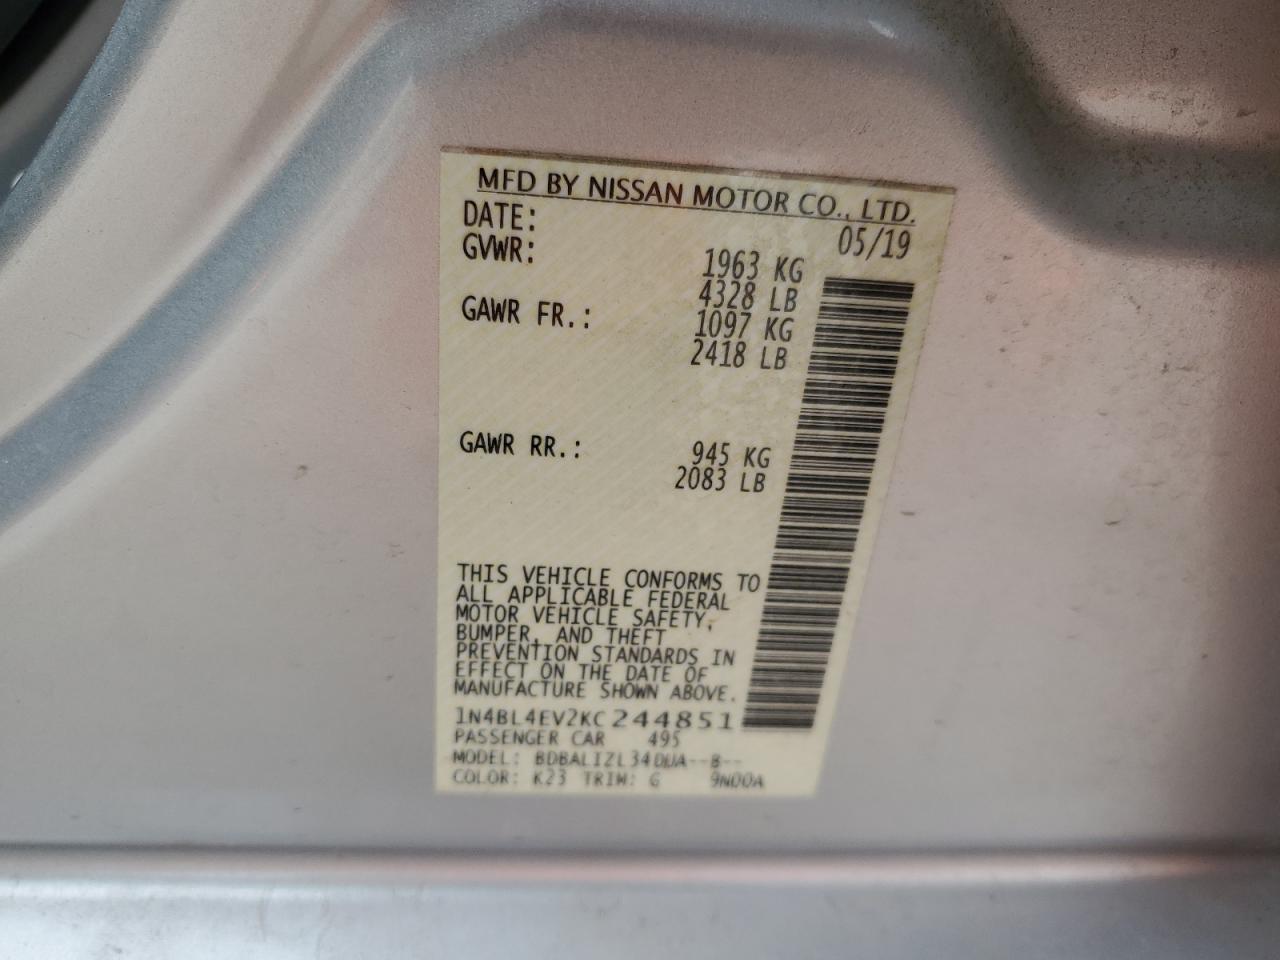 MFD BY NISSAN MOTOR CO., LTD.
DATE: 05/19
GVWR: 1963 KG
4328 LB
GAWR FR.: 1097 KG
2418 LB
GAWR RR.: 945 KG
2083 LB
THIS VEHICLE CONFORMS TO
ALL APPLICABLE FEDERAL
MOTOR VEHICLE SAFETY,
BUMPER, AND THEFT
PREVENTION STANDARDS IN
EFFECT ON THE DATE OF
MANUFACTURE SHOWN ABOVE.
1N4BL4EV2KC244851
PASSENGER CAR 495
MODEL:
COLOR: K23 TRIM: G 9N00A